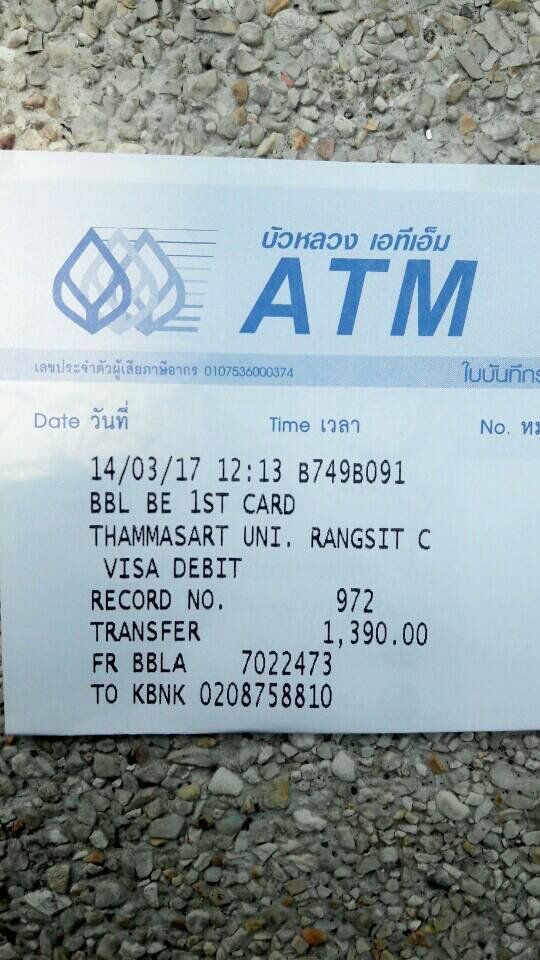 บัวหลวง เอทีเอ็ม
ATM
เลขประจำตัวผู้เสียภาษีอากร 0107536000374
ใบบันทึก
Date วันที่ Time เวลา No.
14/03/17 12:13 B749B091
BBL BE 1ST CARD
THAMMASART UNI. RANGSIT C
VISA DEBIT
RECORD NO. 972
TRANSFER 1,390.00
FR BBLA 7022473
TO KBNK 0208758810